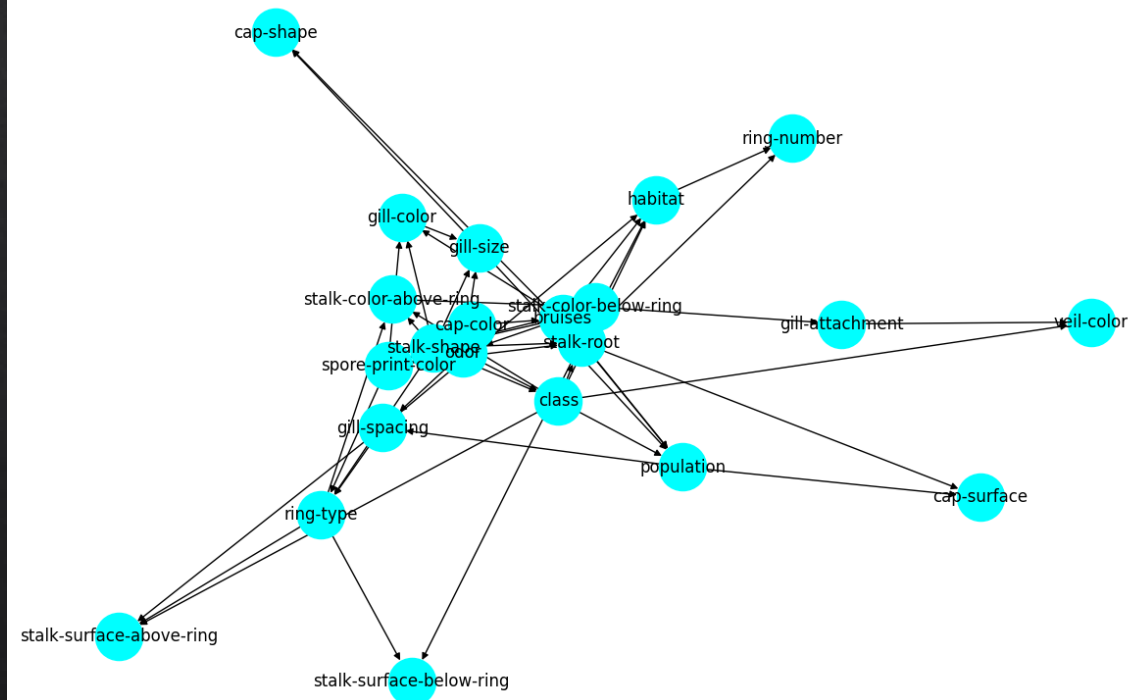 cap-shape
ring-number
habitat
gill-color
gill-size
stalk-color-above-ring
stalk-color-below-ring
bruises
cap-color
gill-attachment
veil-color
stalk-shape
odor
stalk-root
spore-print-color
class
gill-spacing
population
cap-surface
ring-type
stalk-surface-above-ring
stalk-surface-below-ring